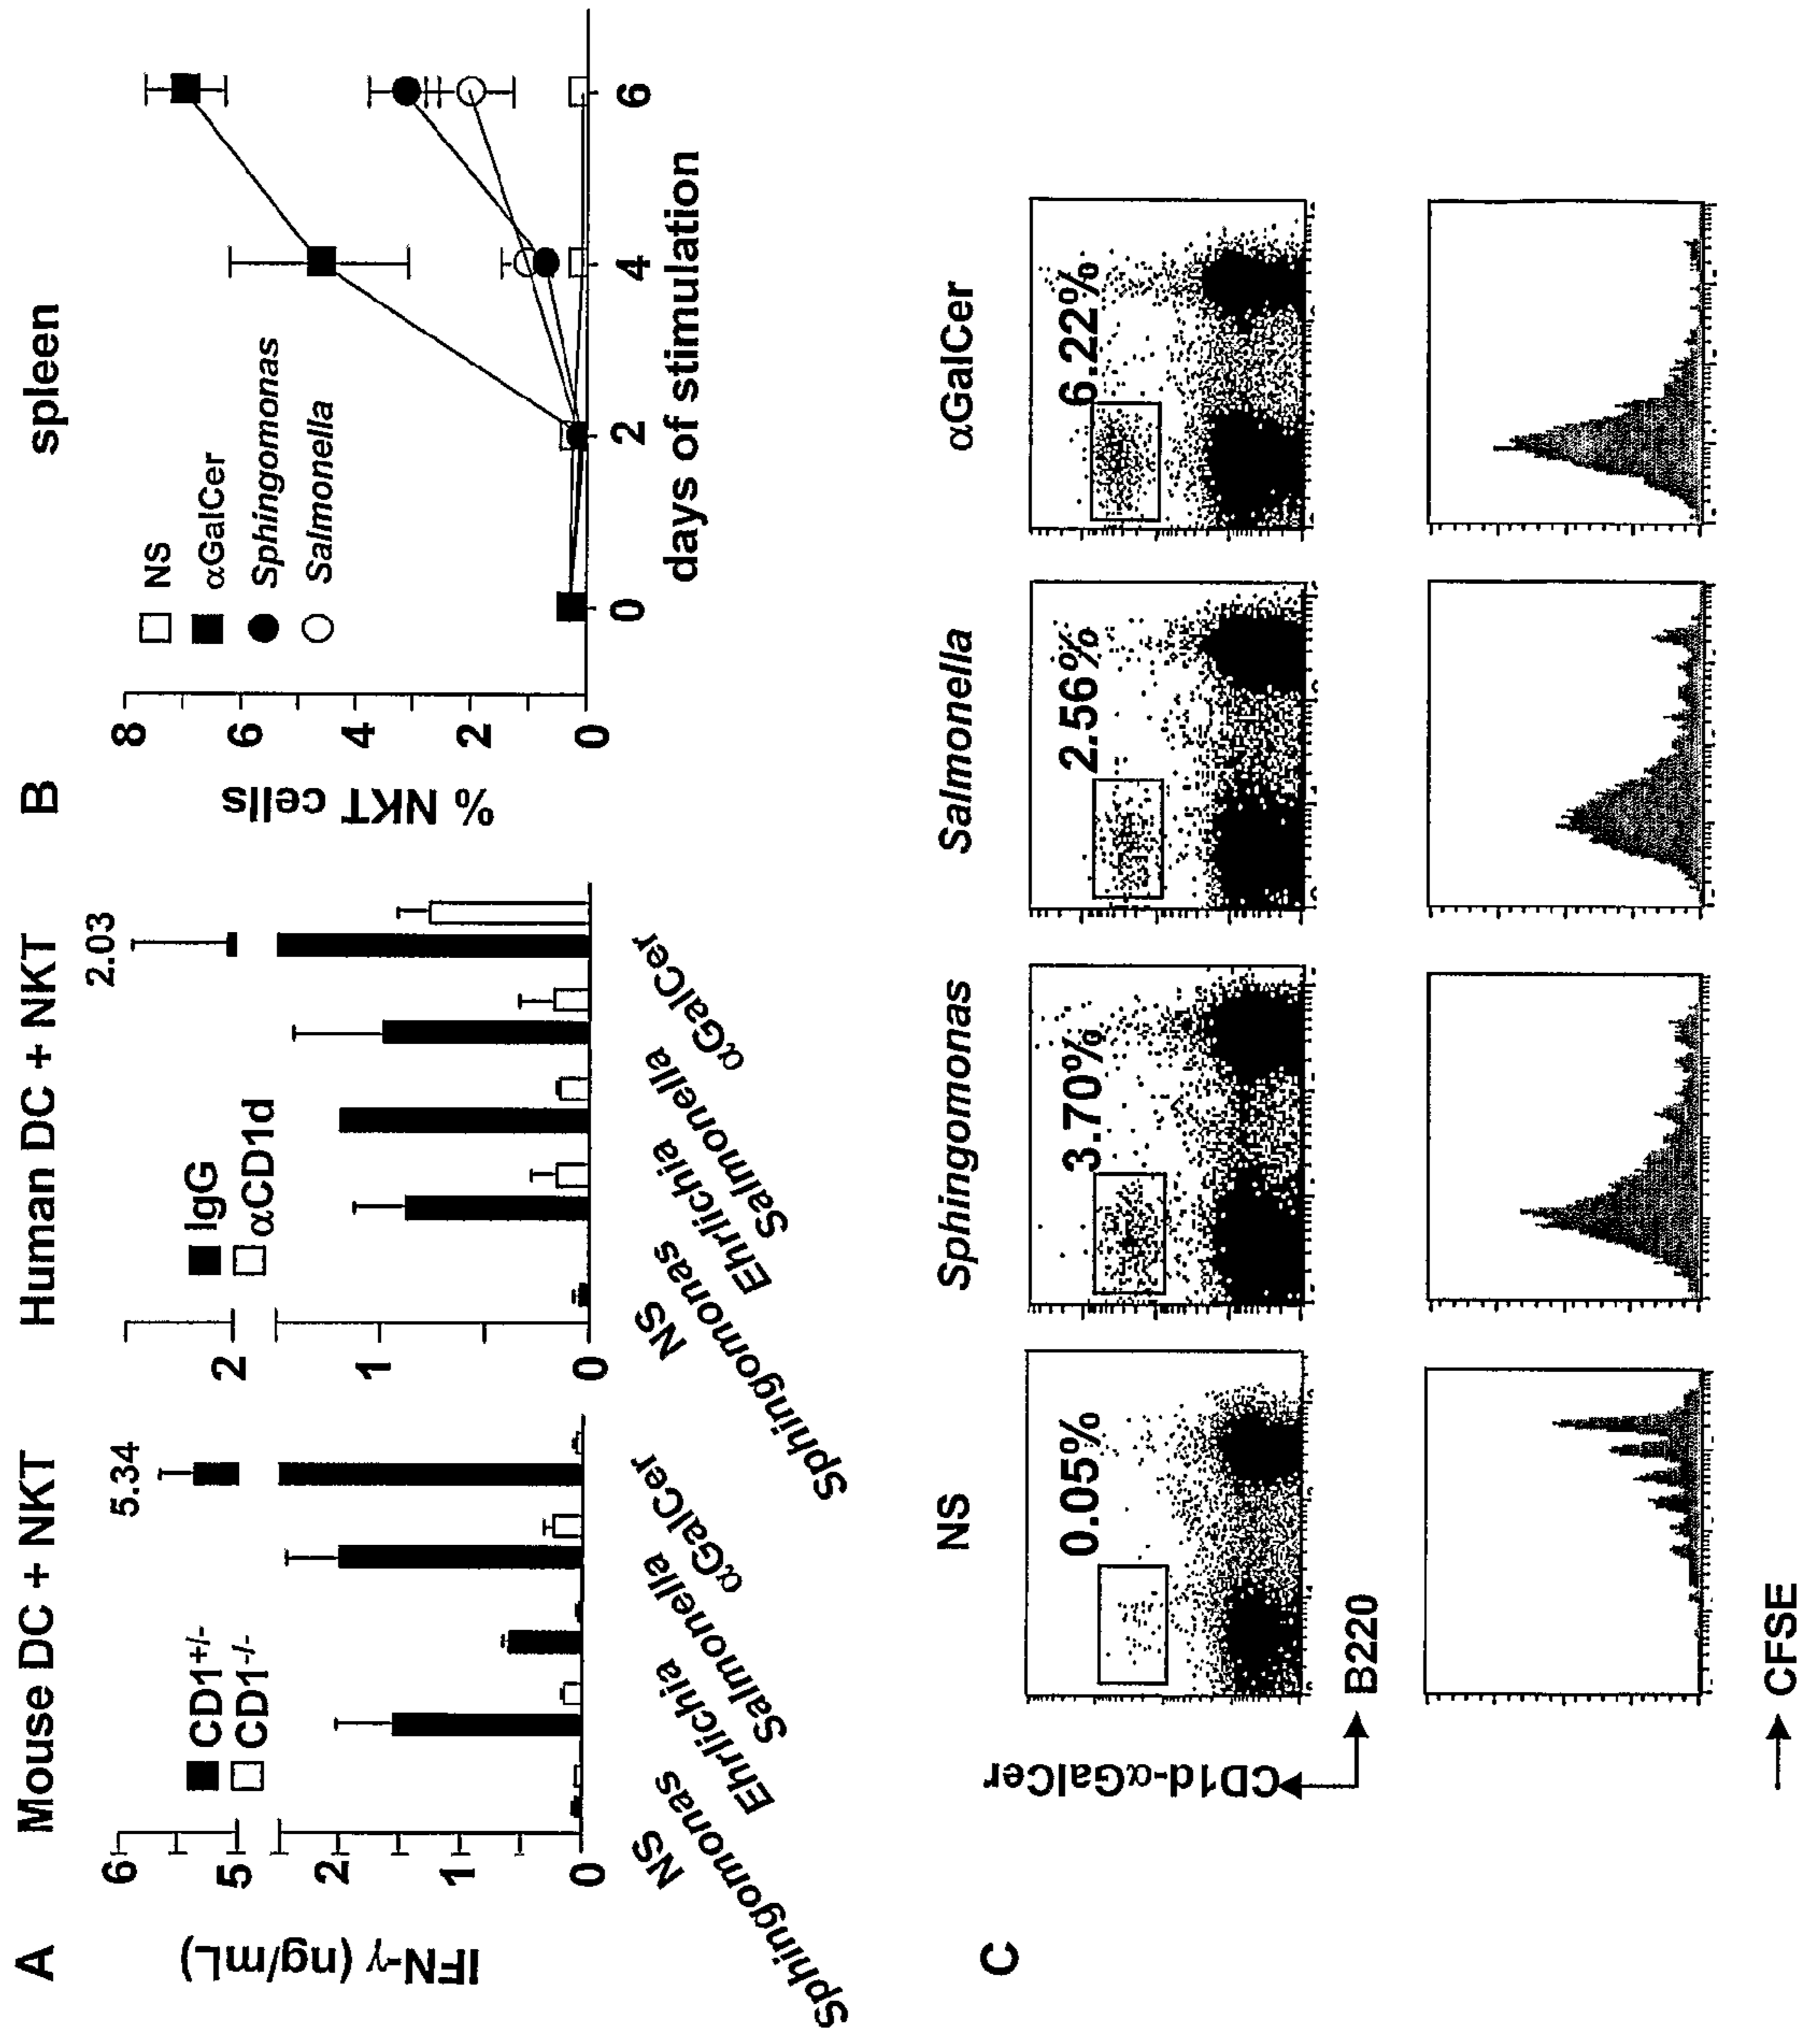 A
Mouse DC + NKT
IFN-γ (ng/mL)
6
5
2
1
0
CD1+/-
CD1-/-
5.34
NS
Sphingomonas
Ehrlichia
Salmonella
αGalCer
Human DC + NKT
2
1
0
IgG
αCD1d
2.03
NS
Sphingomonas
Ehrlichia
Salmonella
αGalCer
B
spleen
% NKT cells
8
6
4
2
0
NS
αGalCer
Sphingomonas
Salmonella
0 2 4 6
days of stimulation
C
NS Sphingomonas Salmonella αGalCer
0.05% 3.70% 2.56% 6.22%
CD1d-αGalCer
B220
CFSE